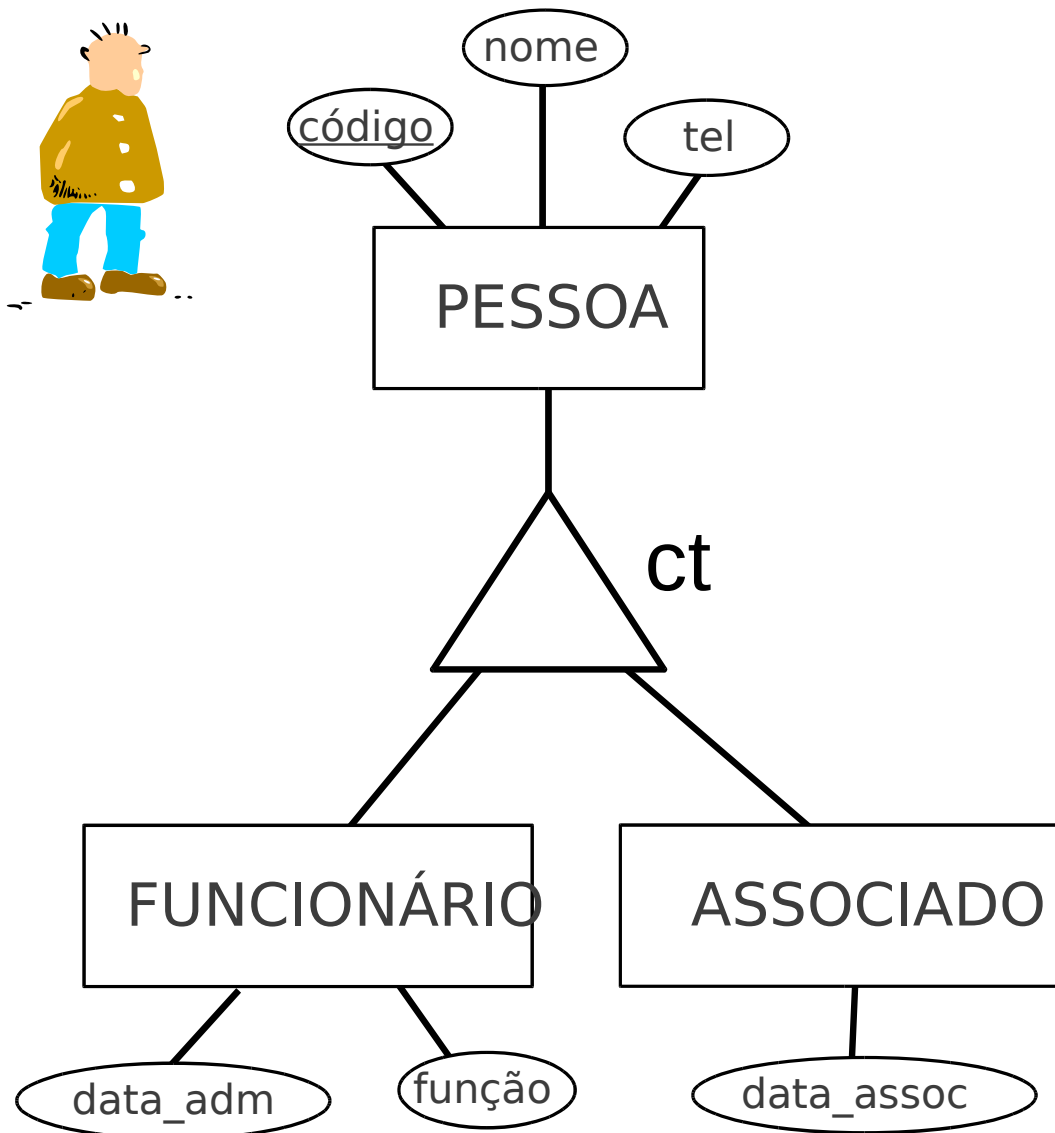 nome
código
tel
PESSOA
ct
FUNCIONÁRIO
ASSOCIADO
data_adm
função
data_assoc